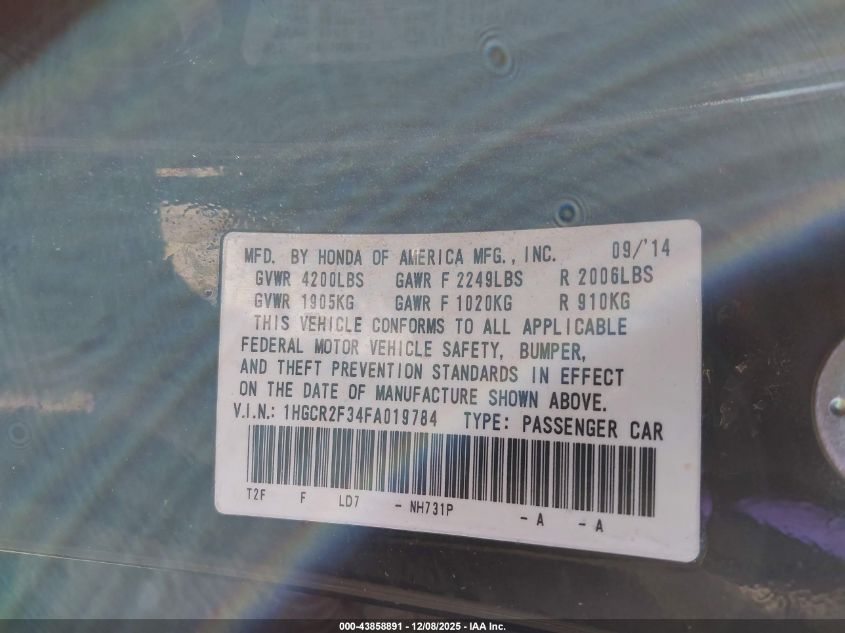 MFD. BY HONDA OF AMERICA MFG., INC. 09/'14
GVWR 4200LBS GAWR F 2249LBS R 2006LBS
GVWR 1905KG GAWR F 1020KG R 910KG
THIS VEHICLE CONFORMS TO ALL APPLICABLE
FEDERAL MOTOR VEHICLE SAFETY, BUMPER,
AND THEFT PREVENTION STANDARDS IN EFFECT
ON THE DATE OF MANUFACTURE SHOWN ABOVE.
V.I.N.: 1HGCR2F34FA019784 TYPE: PASSENGER CAR
T2F F LD7 - NH731P - A - A
000-43858891 - 12/08/2025 - IAA Inc.